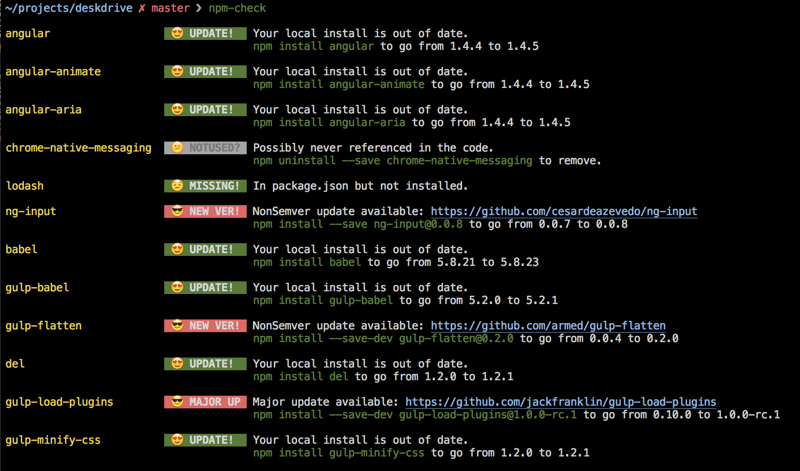 ~/projects/deskdrive ✗ master ❯ npm-check
angular 😍 UPDATE! Your local install is out of date.
npm install angular to go from 1.4.4 to 1.4.5
angular-animate 😍 UPDATE! Your local install is out of date.
npm install angular-animate to go from 1.4.4 to 1.4.5
angular-aria 😍 UPDATE! Your local install is out of date.
npm install angular-aria to go from 1.4.4 to 1.4.5
chrome-native-messaging 😕 NOTUSED? Possibly never referenced in the code.
npm uninstall --save chrome-native-messaging to remove.
lodash 😟 MISSING! In package.json but not installed.
ng-input 😎 NEW VER! NonSemver update available: https://github.com/cesardeazevedo/ng-input
npm install --save ng-input@0.0.8 to go from 0.0.7 to 0.0.8
babel 😍 UPDATE! Your local install is out of date.
npm install babel to go from 5.8.21 to 5.8.23
gulp-babel 😍 UPDATE! Your local install is out of date.
npm install gulp-babel to go from 5.2.0 to 5.2.1
gulp-flatten 😎 NEW VER! NonSemver update available: https://github.com/armed/gulp-flatten
npm install --save-dev gulp-flatten@0.2.0 to go from 0.0.4 to 0.2.0
del 😍 UPDATE! Your local install is out of date.
npm install del to go from 1.2.0 to 1.2.1
gulp-load-plugins 😎 MAJOR UP Major update available: https://github.com/jackfranklin/gulp-load-plugins
npm install --save-dev gulp-load-plugins@1.0.0-rc.1 to go from 0.10.0 to 1.0.0-rc.1
gulp-minify-css 😍 UPDATE! Your local install is out of date.
npm install gulp-minify-css to go from 1.2.0 to 1.2.1